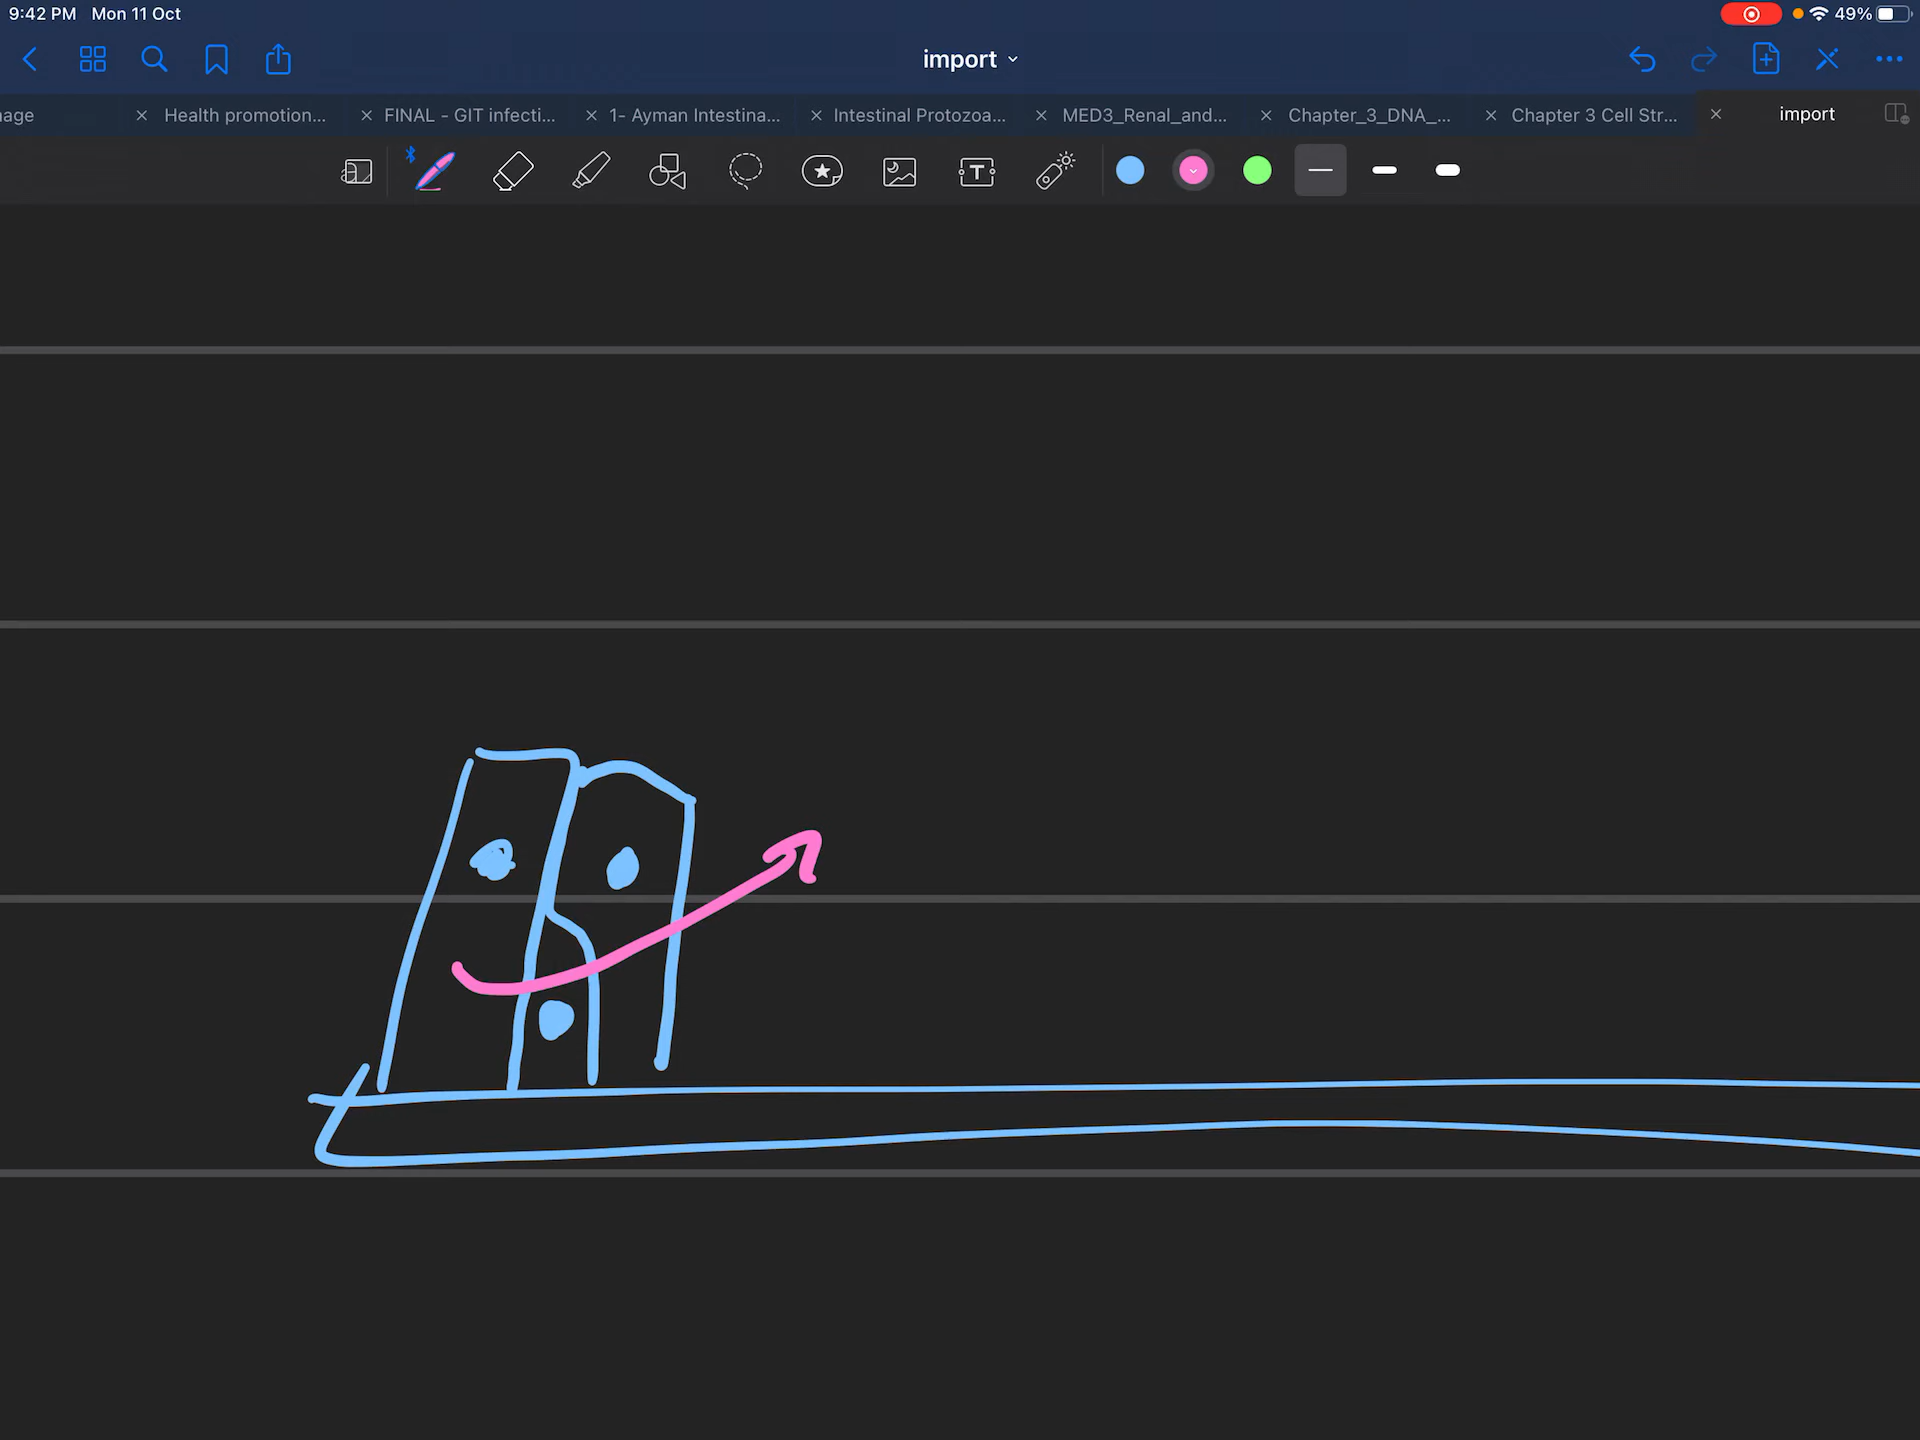 9:42 PM Mon 11 Oct 49%
import
age Health promotion... FINAL - GIT infecti... 1- Ayman Intestina... Intestinal Protozoa... MED3_Renal_and... Chapter_3_DNA_... Chapter 3 Cell Str... import
T